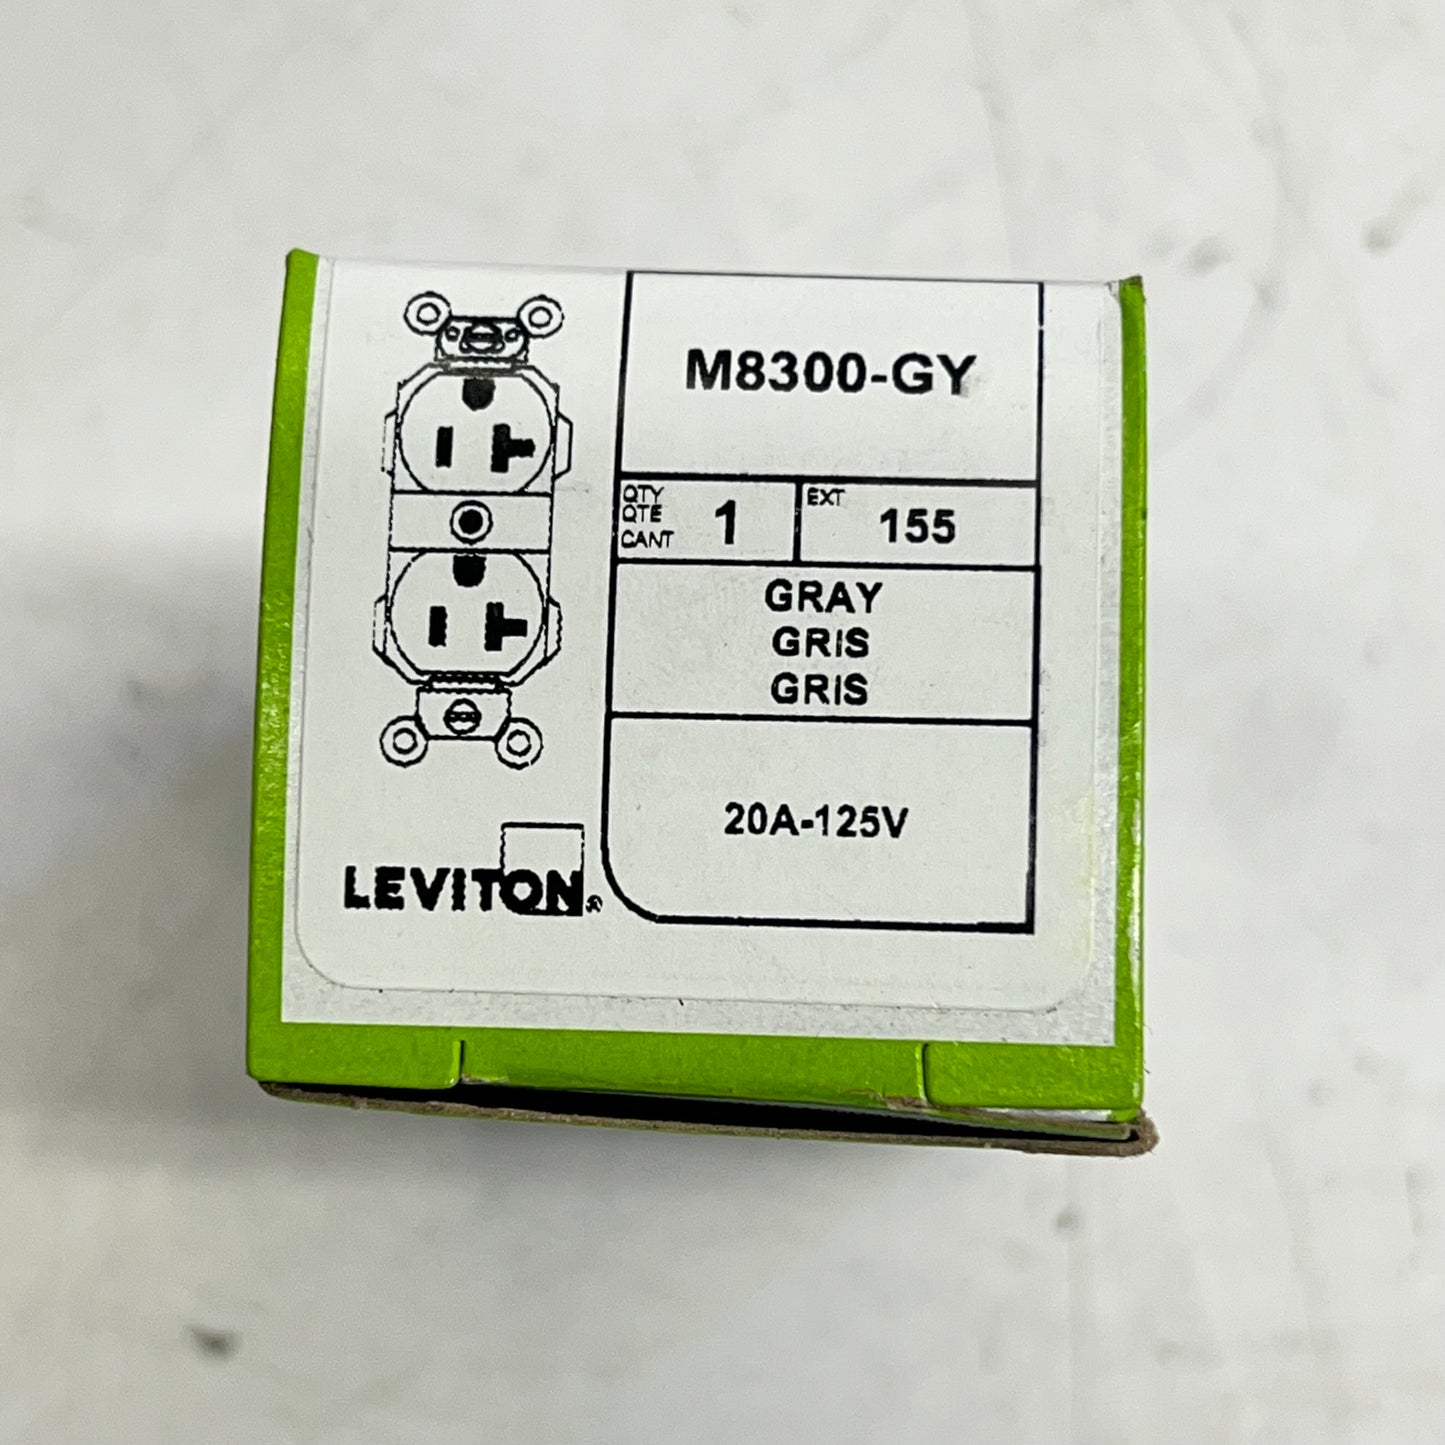 M8300-GY
QTY
QTE
CANT
1
EXT
155
GRAY
GRIS
GRIS
20A-125V
LEVITON®